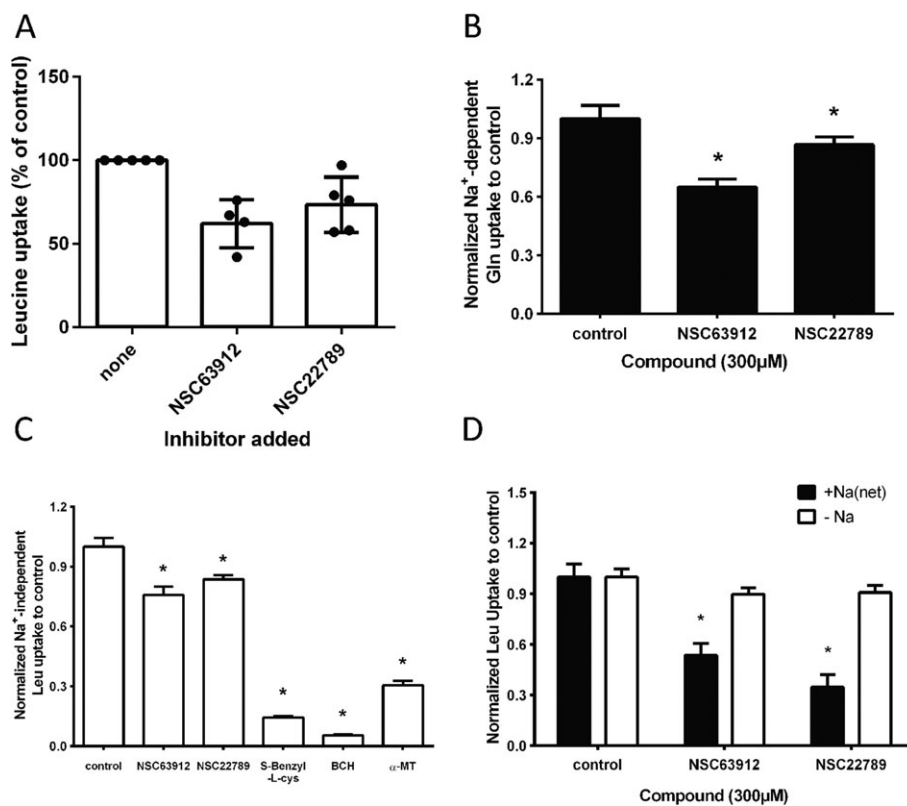 A
Leucine uptake (% of control)
150
100
50
0
none
NSC63912
NSC22789
Inhibitor added
B
Normalized Na⁺-dependent
Gln uptake to control
1.2
0.9
0.6
0.3
0.0
*
*
control
NSC63912
NSC22789
Compound (300µM)
C
Normalized Na⁺-independent
Leu uptake to control
1.2
0.9
0.6
0.3
0.0
*
*
*
*
*
control
NSC63912
NSC22789
S-Benzyl
-L-cys
BCH
α-MT
D
Normalized Leu Uptake to control
1.5
1.2
0.9
0.6
0.3
0.0
+Na(net)
- Na
*
*
control
NSC63912
NSC22789
Compound (300µM)